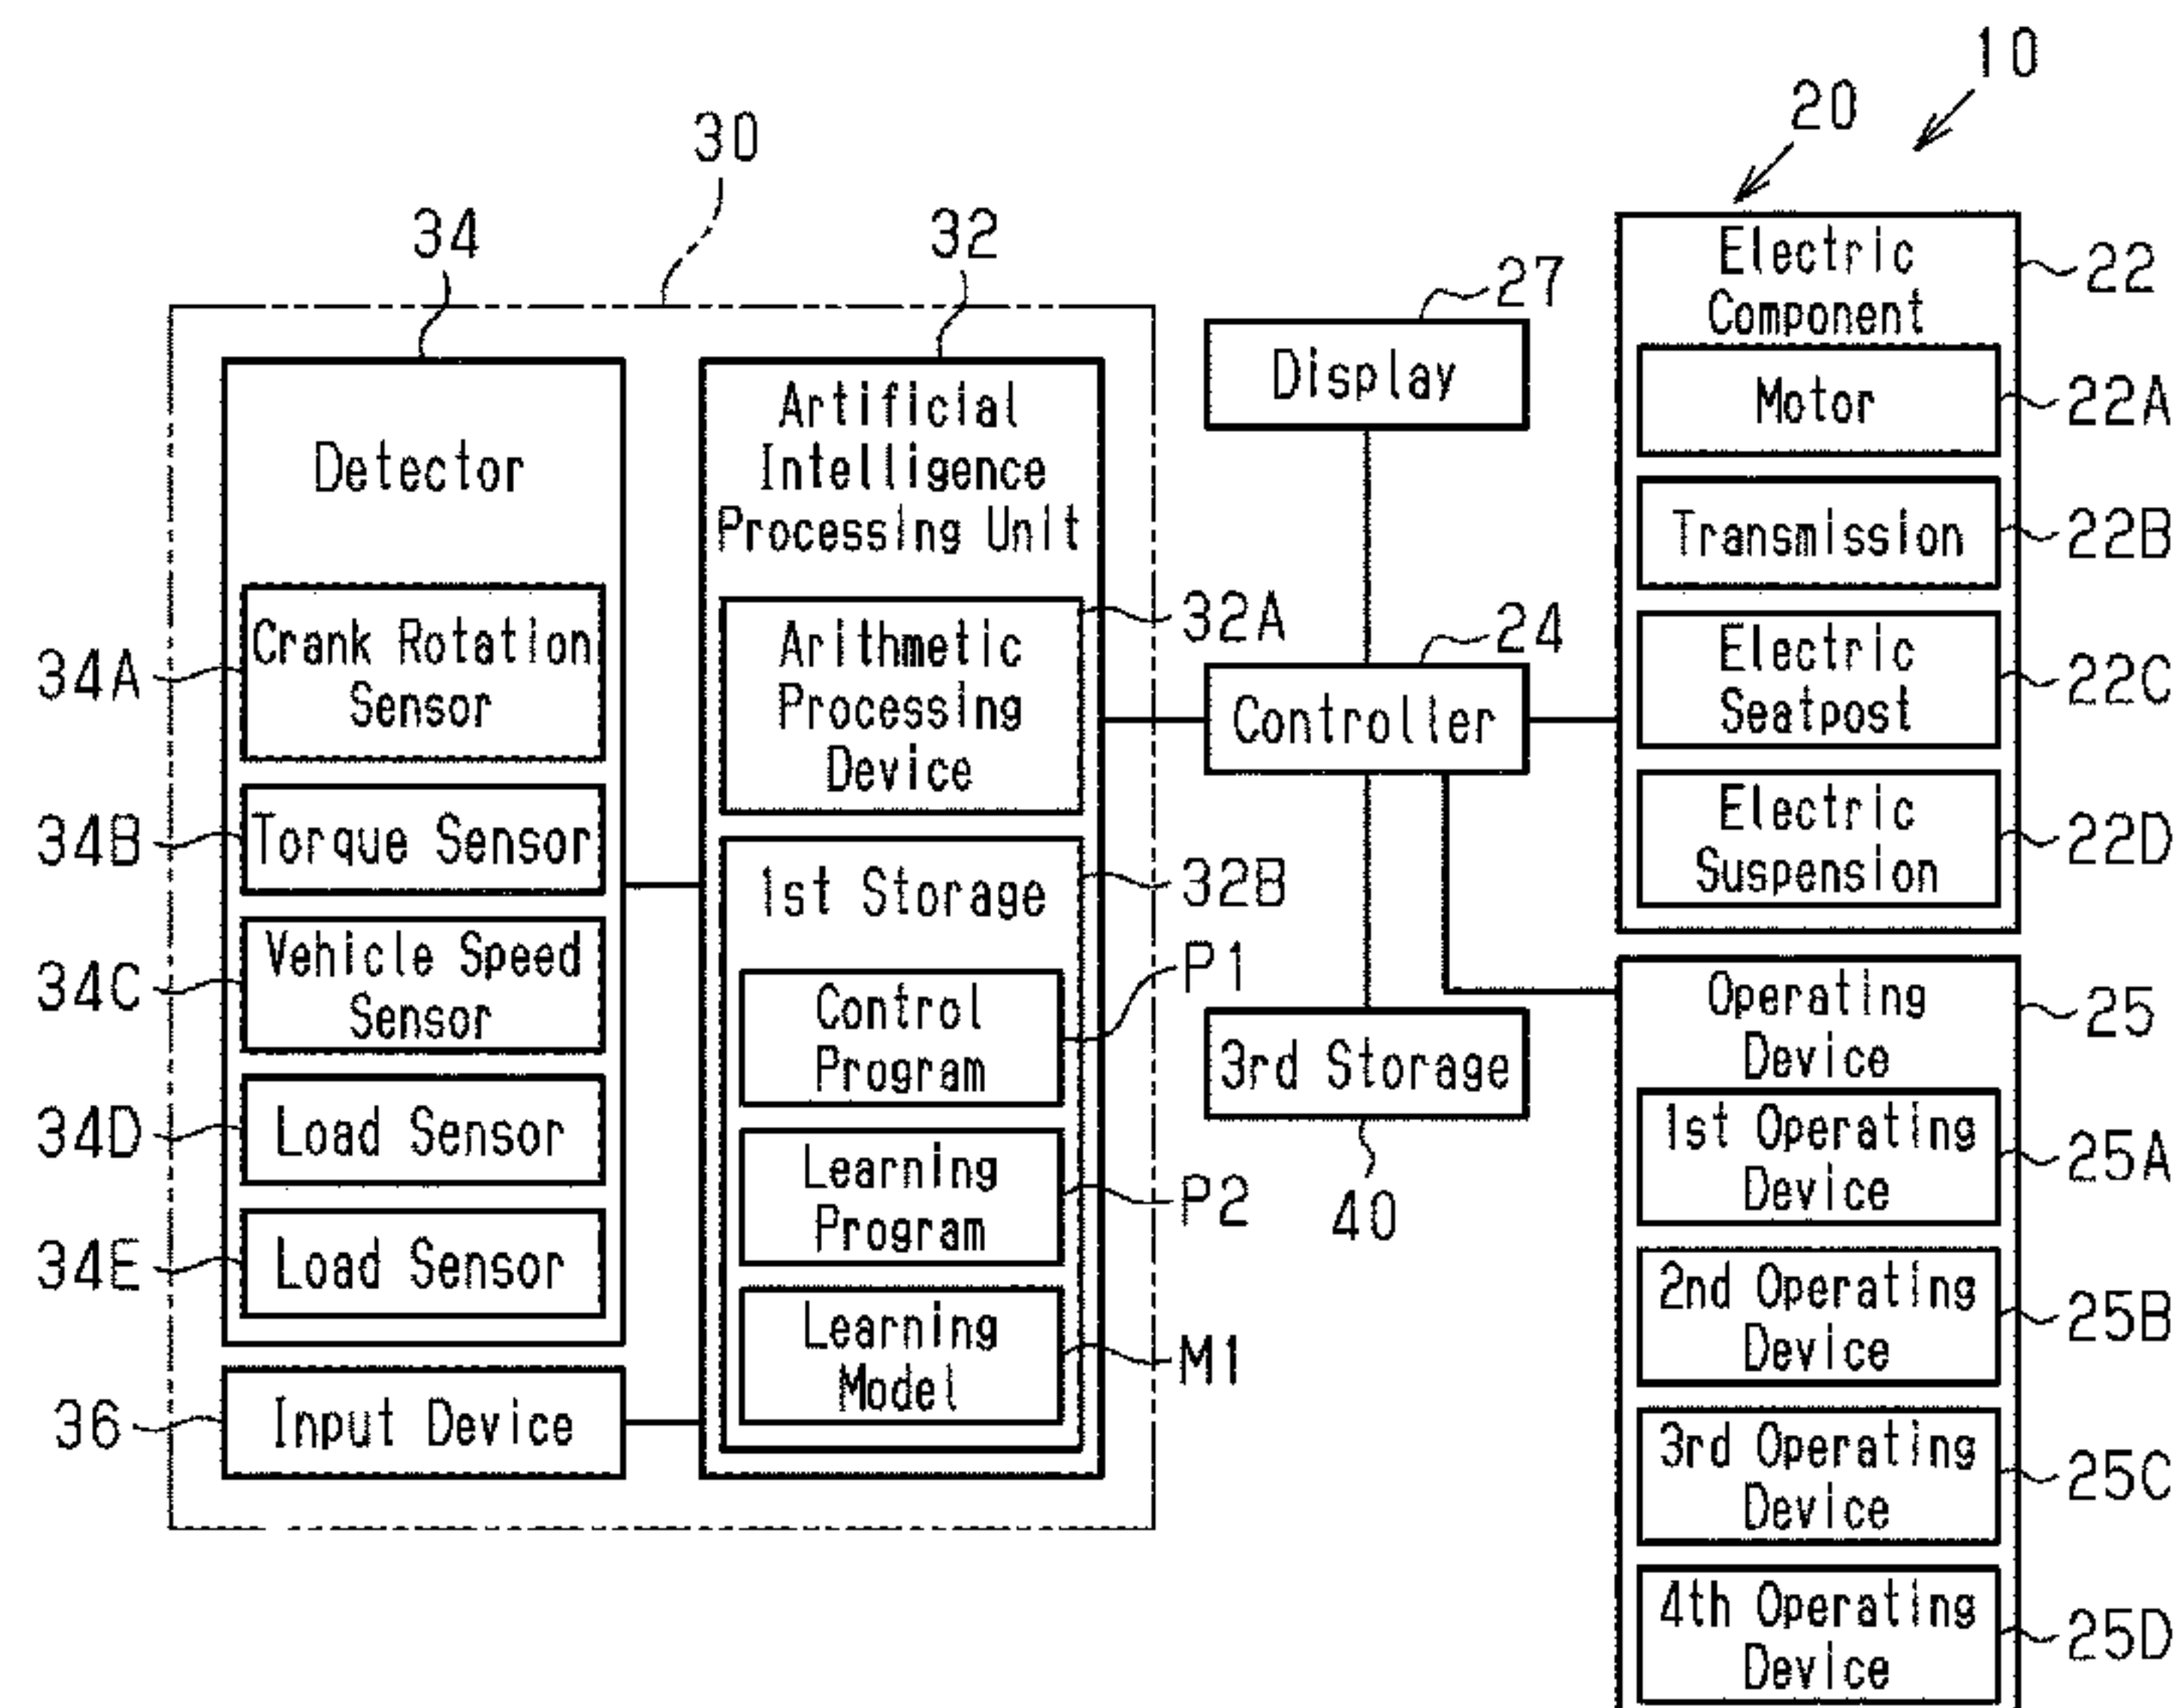 10
20
30
34
32
27
Electric
Component
22
Display
Motor
22A
Detector
Artificial
Intelligence
Processing Unit
Transmission
22B
Crank Rotation
Sensor
34A
Arithmetic
Processing
Device
32A
24
Controller
Electric
Seatpost
22C
Torque Sensor
34B
Electric
Suspension
22D
1st Storage
32B
Vehicle Speed
Sensor
34C
Control
Program
P1
3rd Storage
40
Operating
Device
25
Load Sensor
34D
Learning
Program
P2
1st Operating
Device
25A
Load Sensor
34E
Learning
Model
M1
2nd Operating
Device
25B
Input Device
36
3rd Operating
Device
25C
4th Operating
Device
25D